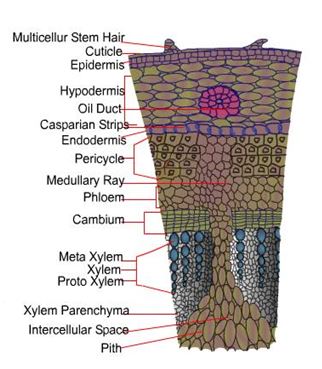 Multicellur Stem Hair
Cuticle
Epidermis
Hypodermis
Oil Duct
Casparian Strips
Endodermis
Pericycle
Medullary Ray
Phloem
Cambium
Meta Xylem
Xylem
Proto Xylem
Xylem Parenchyma
Intercellular Space
Pith